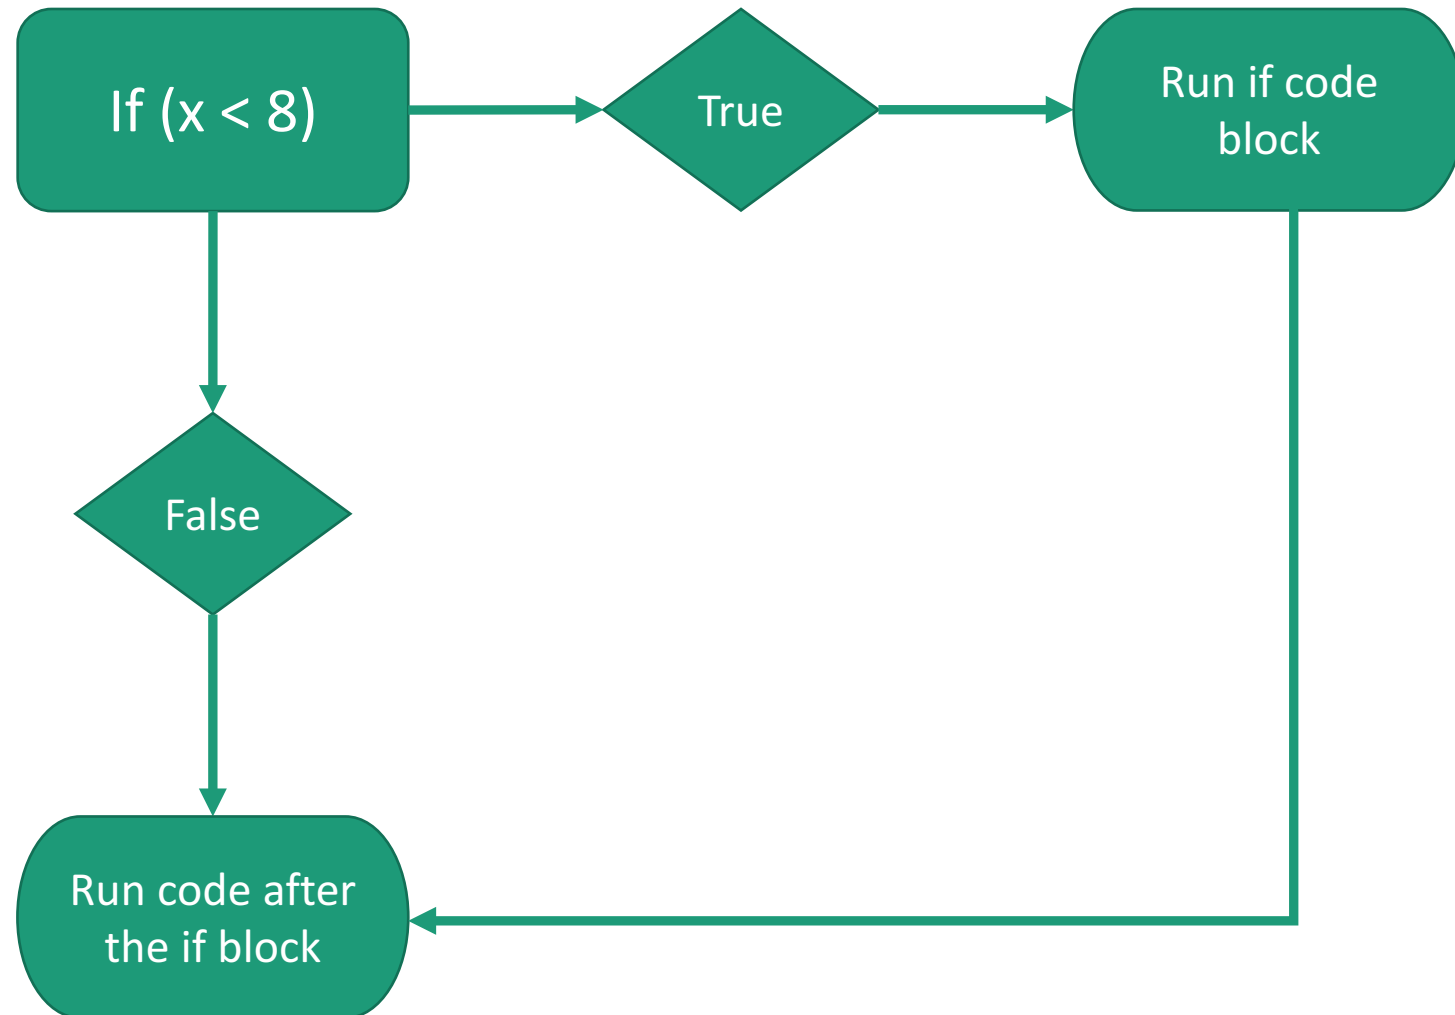 If (x < 8)
True
Run if code
block
False
Run code after
the if block